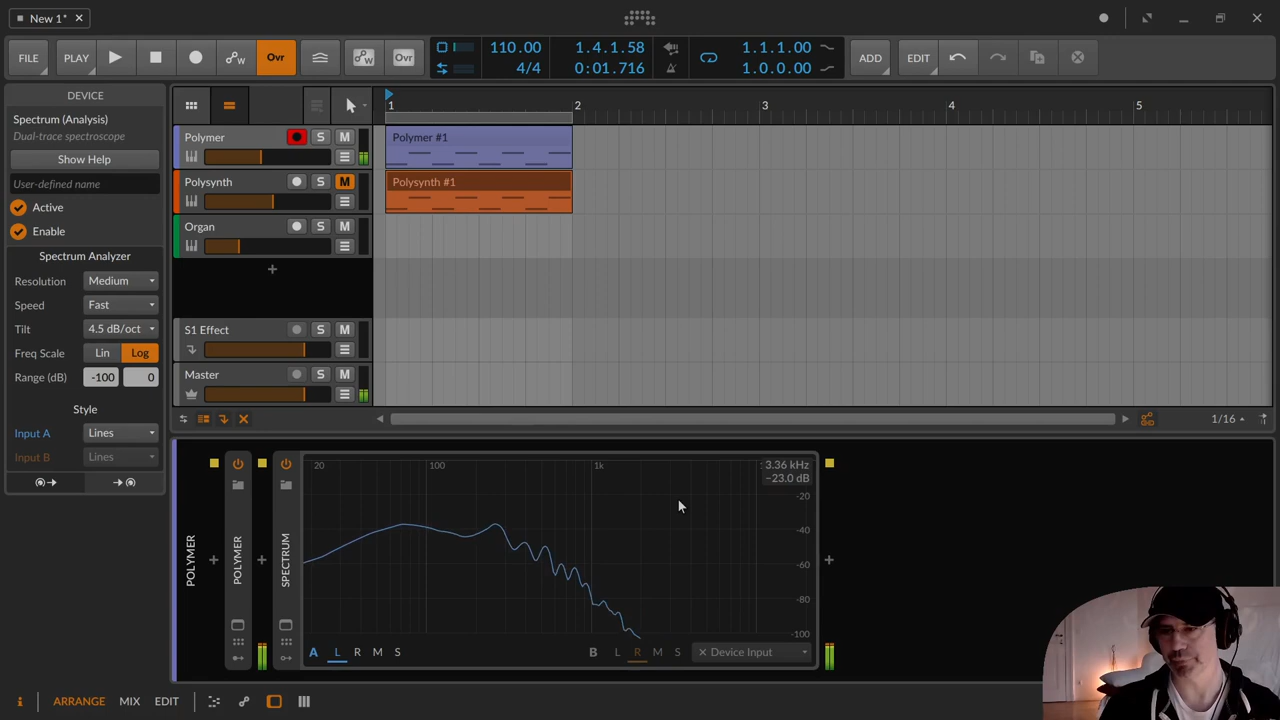 New 1*
FILE
PLAY
Ovr
Ovr
110.00
4/4
1.4.1.58
0:01.716
1.1.1.00
1.0.0.00
ADD
EDIT
DEVICE
Spectrum (Analysis)
Dual-trace spectroscope
Show Help
User-defined name
Active
Enable
Spectrum Analyzer
Resolution Medium
Speed Fast
Tilt 4.5 dB/oct
Freq Scale Lin Log
Range (dB) -100 0
Style
Input A Lines
Input B Lines
1 2 3 4 5
Polymer S M
Polymer #1
Polysynth S M
Polysynth #1
Organ S M
+
S1 Effect S M
Master S M
1/16
POLYMER
POLYMER
SPECTRUM
20 100 1k
3.36 kHz
−23.0 dB
-20
-40
-60
-80
-100
A L R M S
B L R M S
× Device Input
i ARRANGE MIX EDIT